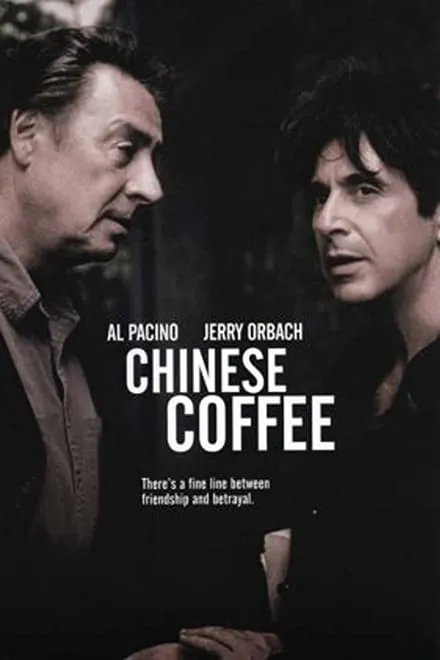 AL PACINO JERRY ORBACH
CHINESE
COFFEE
There's a fine line between
friendship and betrayal.